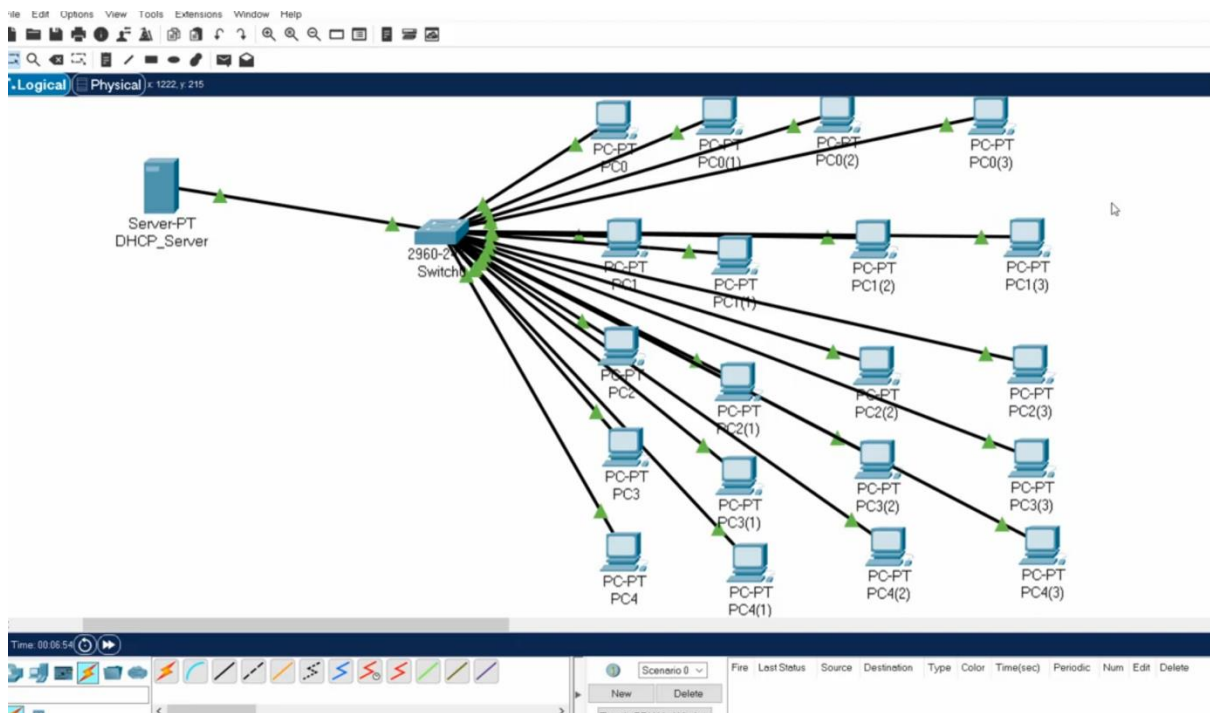 File Edit Options View Tools Extensions Window Help
Logical Physical x: 1222, y: 215
PC-PT
PC0
PC-PT
PC0(1)
PC-PT
PC0(2)
PC-PT
PC0(3)
Server-PT
DHCP_Server
2960-24
Switch0
PC-PT
PC1
PC-PT
PC1(1)
PC-PT
PC1(2)
PC-PT
PC1(3)
PC-PT
PC2
PC-PT
PC2(1)
PC-PT
PC2(2)
PC-PT
PC2(3)
PC-PT
PC3
PC-PT
PC3(1)
PC-PT
PC3(2)
PC-PT
PC3(3)
PC-PT
PC4
PC-PT
PC4(1)
PC-PT
PC4(2)
PC-PT
PC4(3)
Time: 00:06:54
Scenario 0
Fire Last Status Source Destination Type Color Time(sec) Periodic Num Edit Delete
New Delete